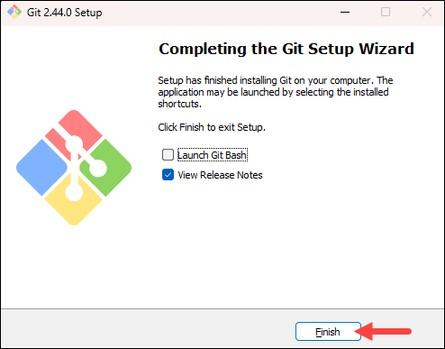 Git 2.44.0 Setup
Completing the Git Setup Wizard
Setup has finished installing Git on your computer. The
application may be launched by selecting the installed
shortcuts.
Click Finish to exit Setup.
Launch Git Bash
View Release Notes
Finish